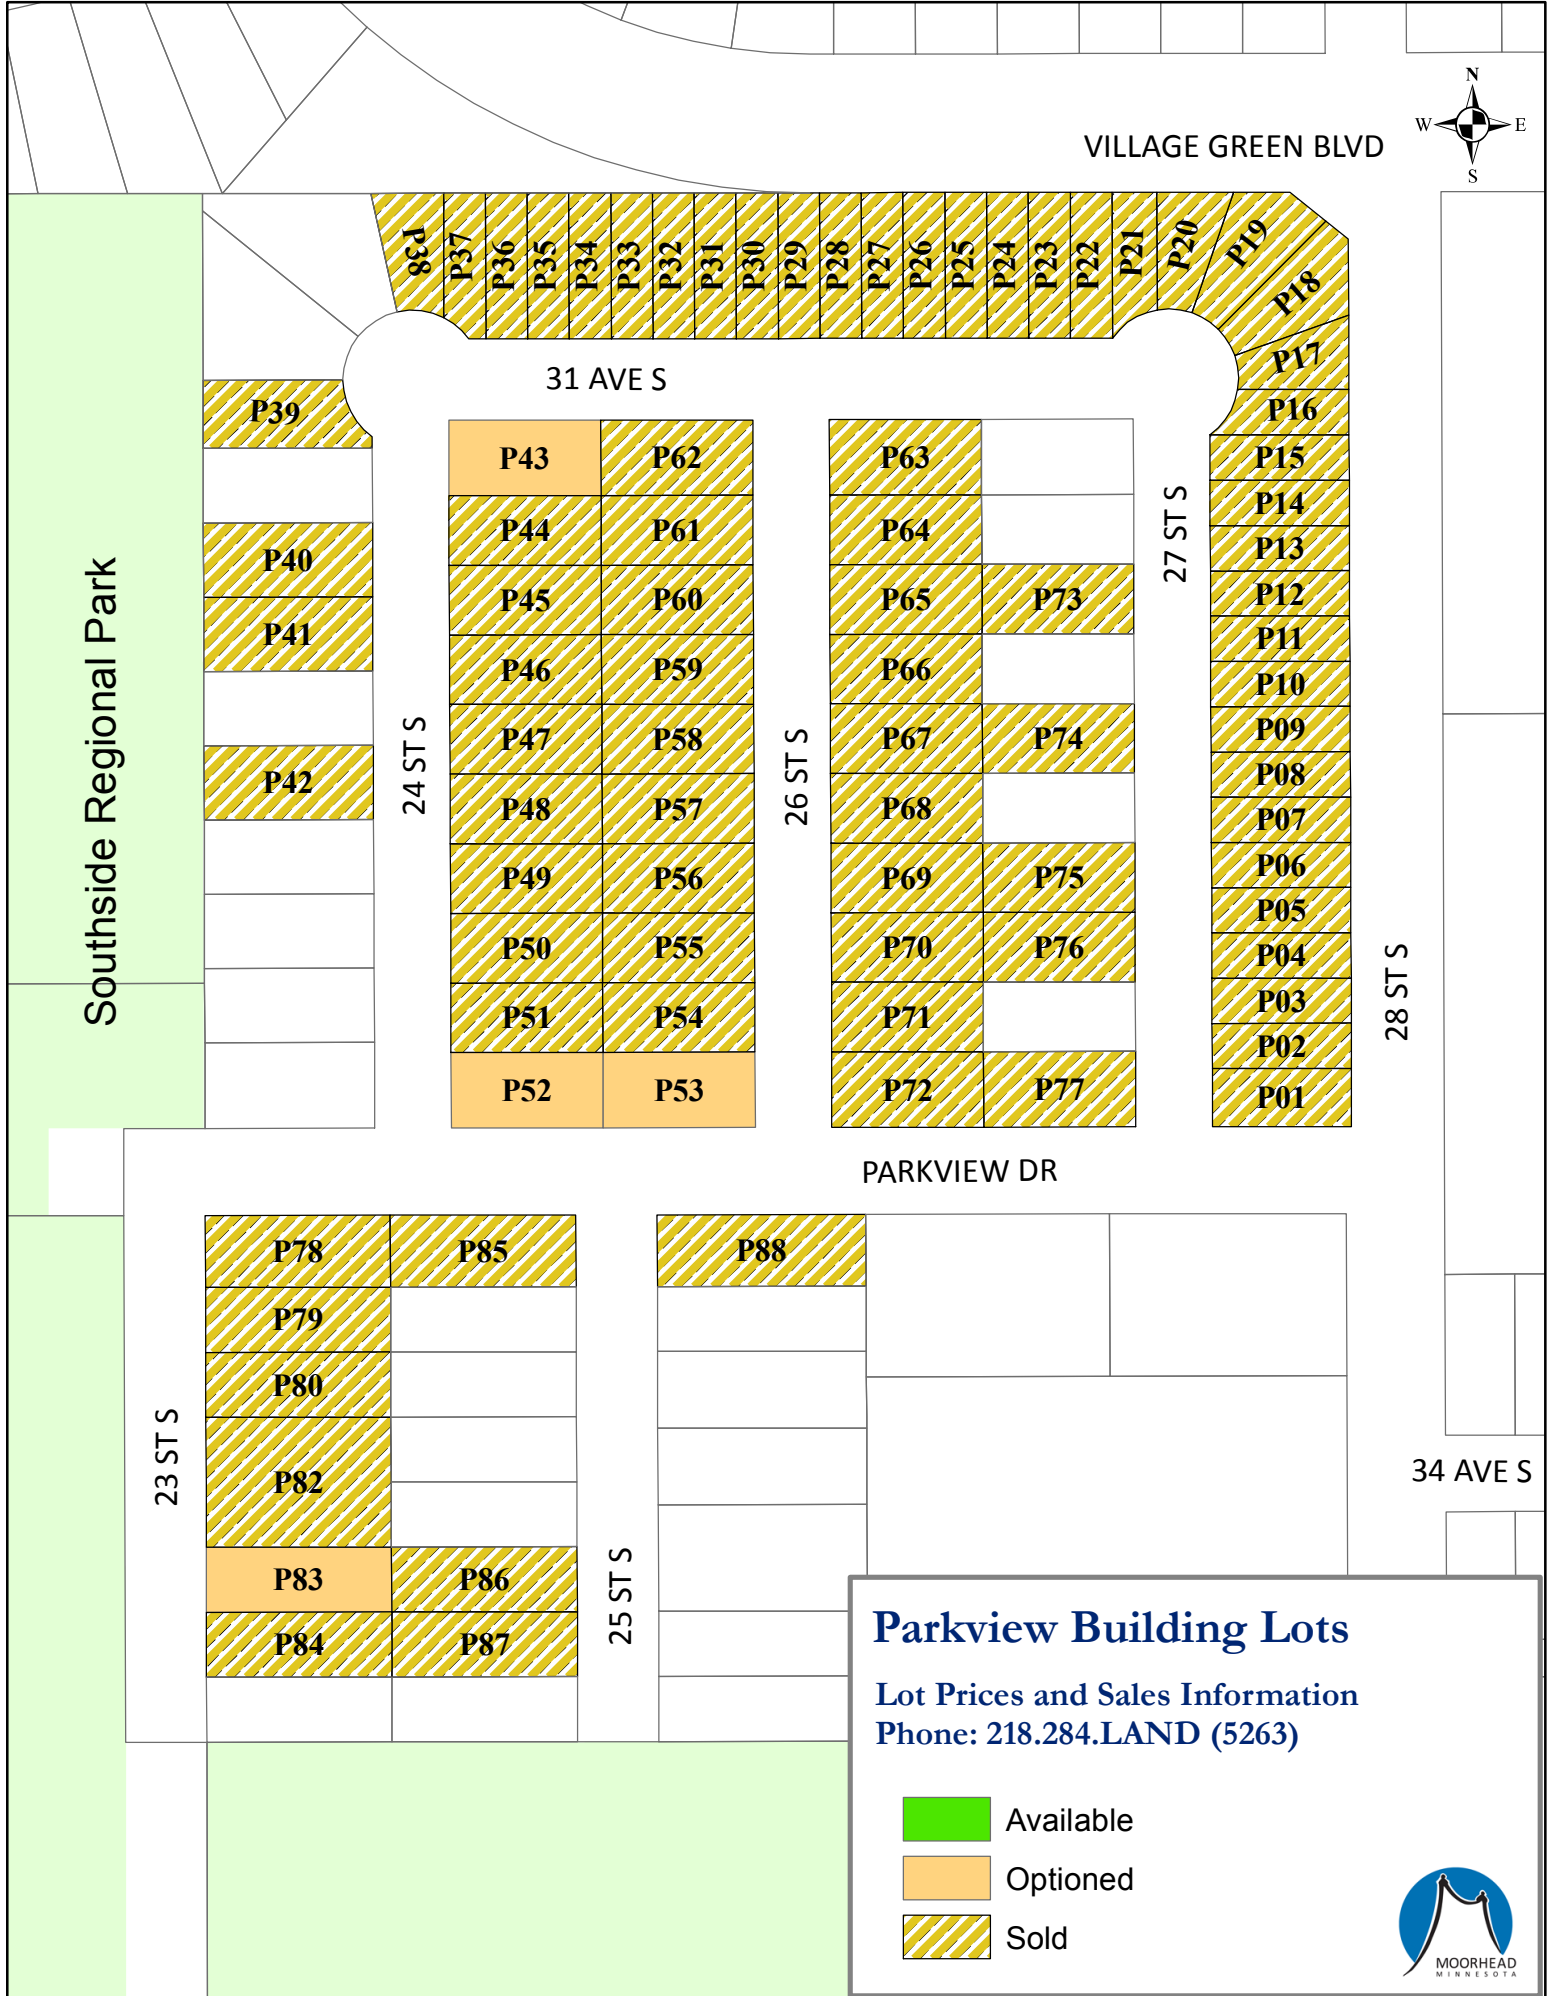 N
W E
S
VILLAGE GREEN BLVD
P38
P37
P36
P35
P34
P33
P32
P31
P30
P29
P28
P27
P26
P25
P24
P23
P22
P21
P20
P19
P18
P17
P16
P15
P14
P13
P12
P11
P10
P09
P08
P07
P06
P05
P04
P03
P02
P01
31 AVE S
P39
P40
P41
P42
Southside Regional Park
24 ST S
P43 P62
P44 P61
P45 P60
P46 P59
P47 P58
P48 P57
P49 P56
P50 P55
P51 P54
P52 P53
26 ST S
P63
P64
P65 P73
P66
P67 P74
P68
P69 P75
P70 P76
P71
P72 P77
27 ST S
28 ST S
PARKVIEW DR
P78 P85
P79
P80
P82
P83 P86
P84 P87
P88
23 ST S
25 ST S
34 AVE S
Parkview Building Lots
Lot Prices and Sales Information
Phone: 218.284.LAND (5263)
Available
Optioned
Sold
MOORHEAD
MINNESOTA